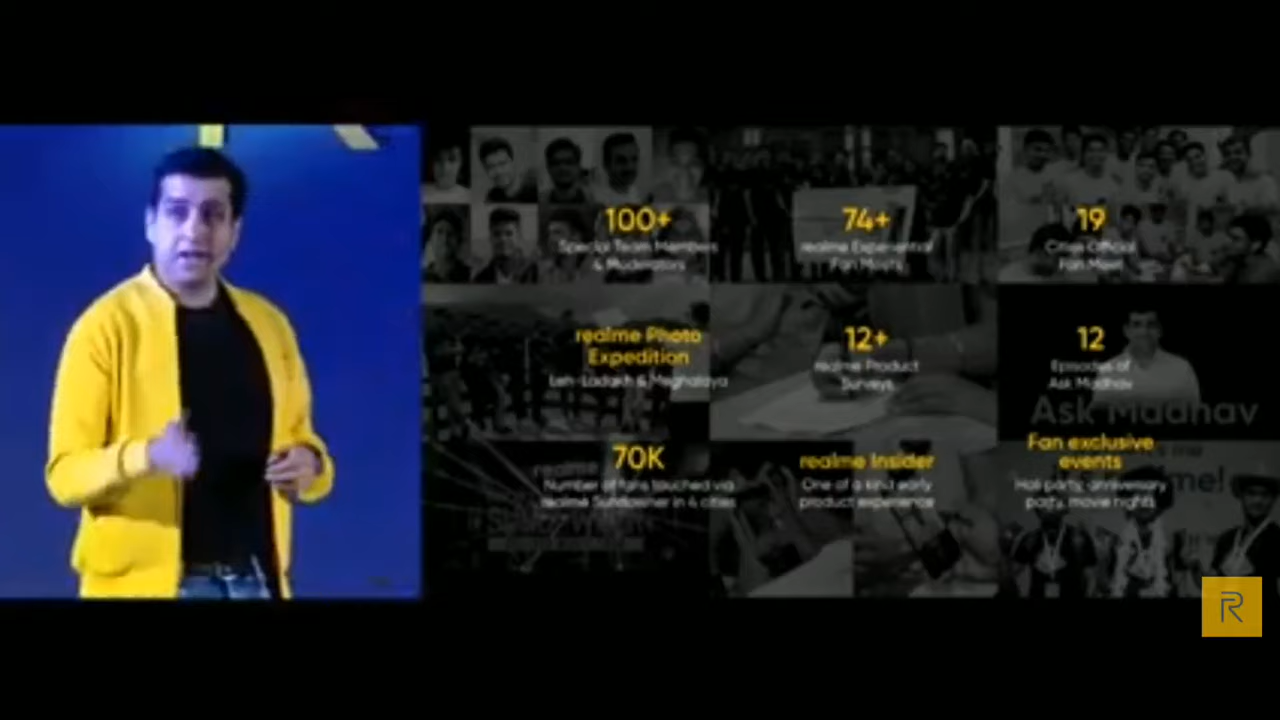 100+
Special Team Members
& Moderators
74+
realme Experiential
Fan Meets
19
Cities Official
Fan Meet
realme Photo
Expedition
Leh-Ladakh & Meghalaya
12+
realme Product
Surveys
12
Episodes of
Ask Madhav
Ask Madhav
70K
Number of fans touched via
realme Sundowner in 4 cities
realme Insider
One of a kind early
product experience
Fan exclusive
events
Holi party, anniversary
party, movie nights
R